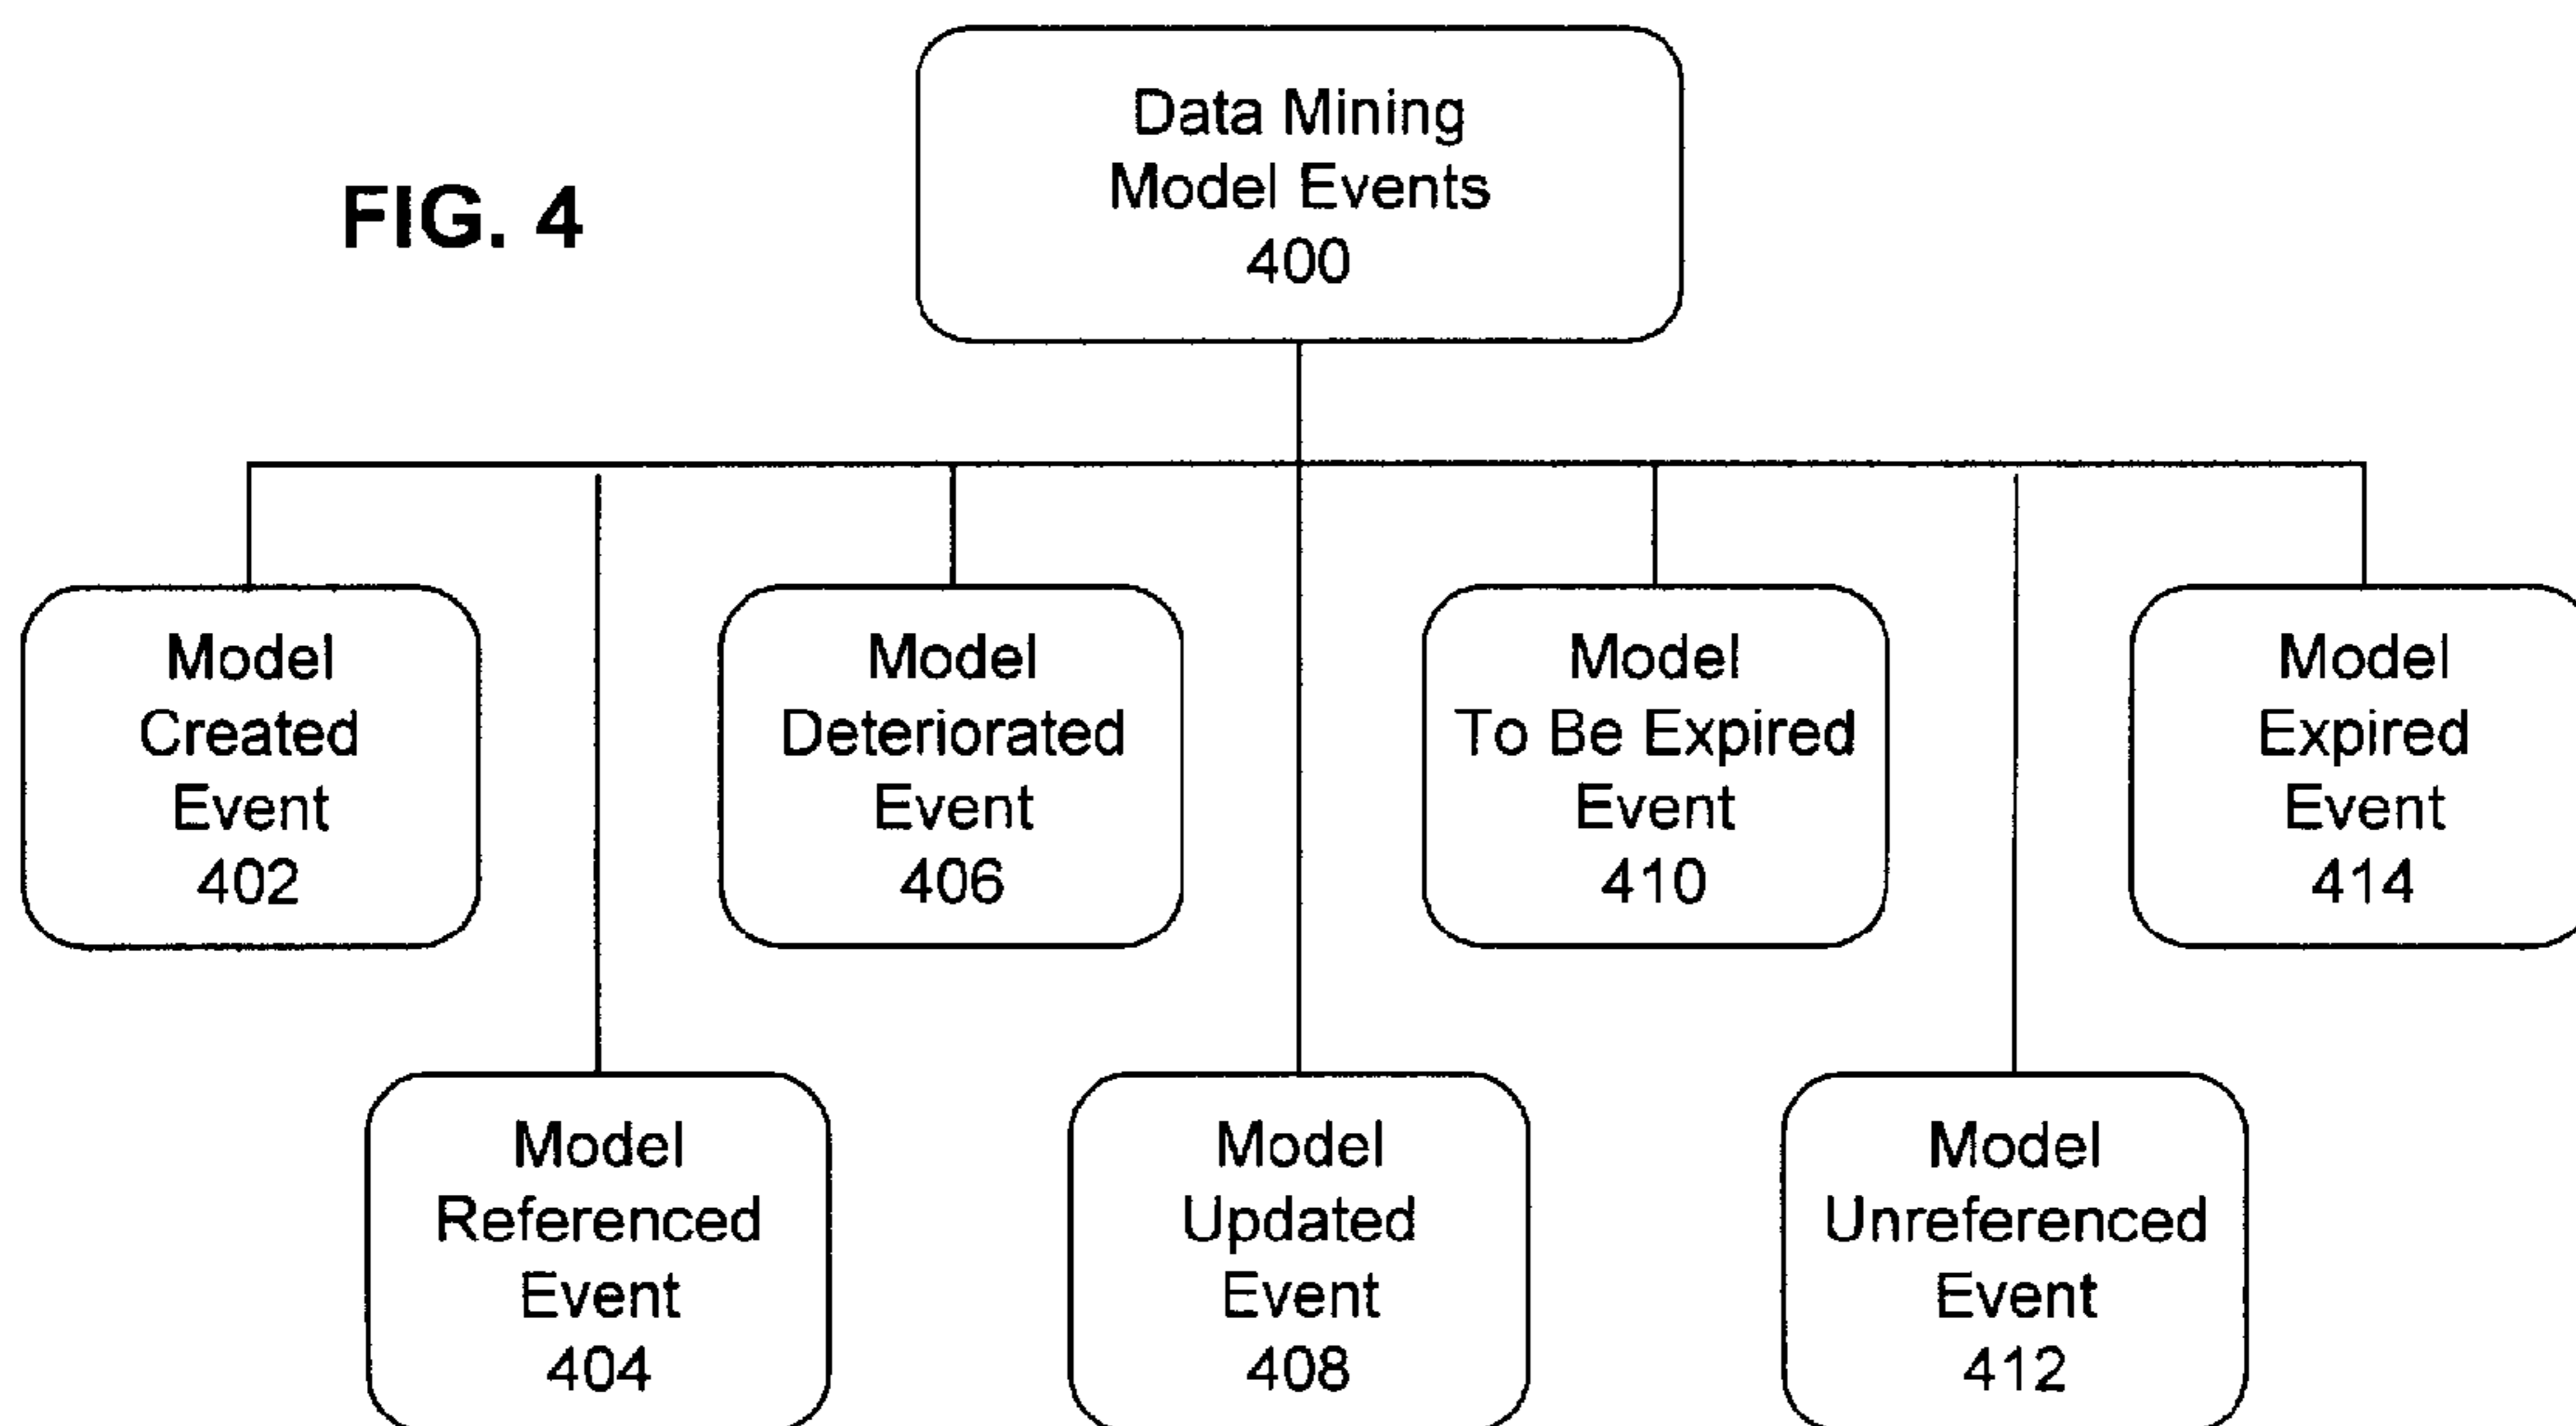 FIG. 4
Data Mining
Model Events
400
Model
Created
Event
402
Model
Deteriorated
Event
406
Model
To Be Expired
Event
410
Model
Expired
Event
414
Model
Referenced
Event
404
Model
Updated
Event
408
Model
Unreferenced
Event
412